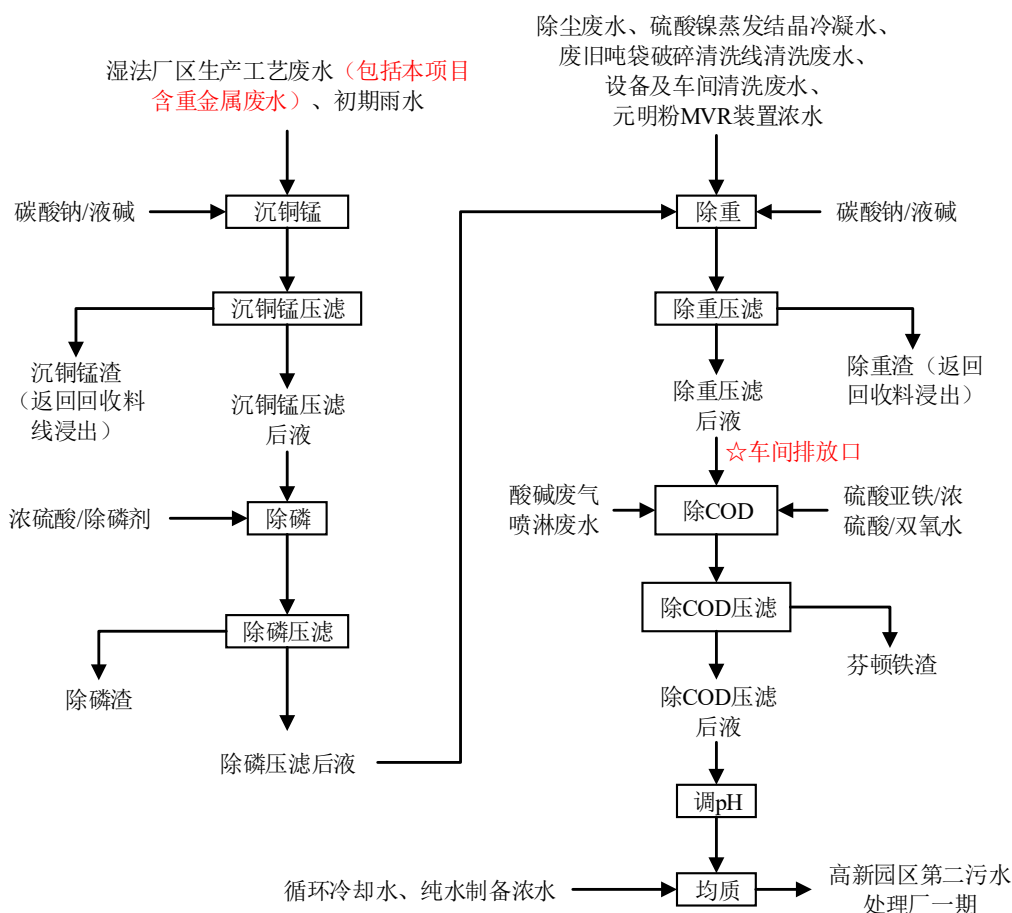 湿法厂区生产工艺废水（包括本项目
含重金属废水）、初期雨水
碳酸钠/液碱
沉铜锰
沉铜锰压滤
沉铜锰渣
（返回回收料
线浸出）
沉铜锰压滤
后液
浓硫酸/除磷剂
除磷
除磷压滤
除磷渣
除磷压滤后液
除尘废水、硫酸镍蒸发结晶冷凝水、
废旧吨袋破碎清洗线清洗废水、
设备及车间清洗废水、
元明粉MVR装置浓水
除重
碳酸钠/液碱
除重压滤
除重渣（返回
回收料浸出）
除重压滤
后液
☆车间排放口
酸碱废气
喷淋废水
除COD
硫酸亚铁/浓
硫酸/双氧水
除COD压滤
芬顿铁渣
除COD压滤
后液
调pH
循环冷却水、纯水制备浓水
均质
高新园区第二污水
处理厂一期